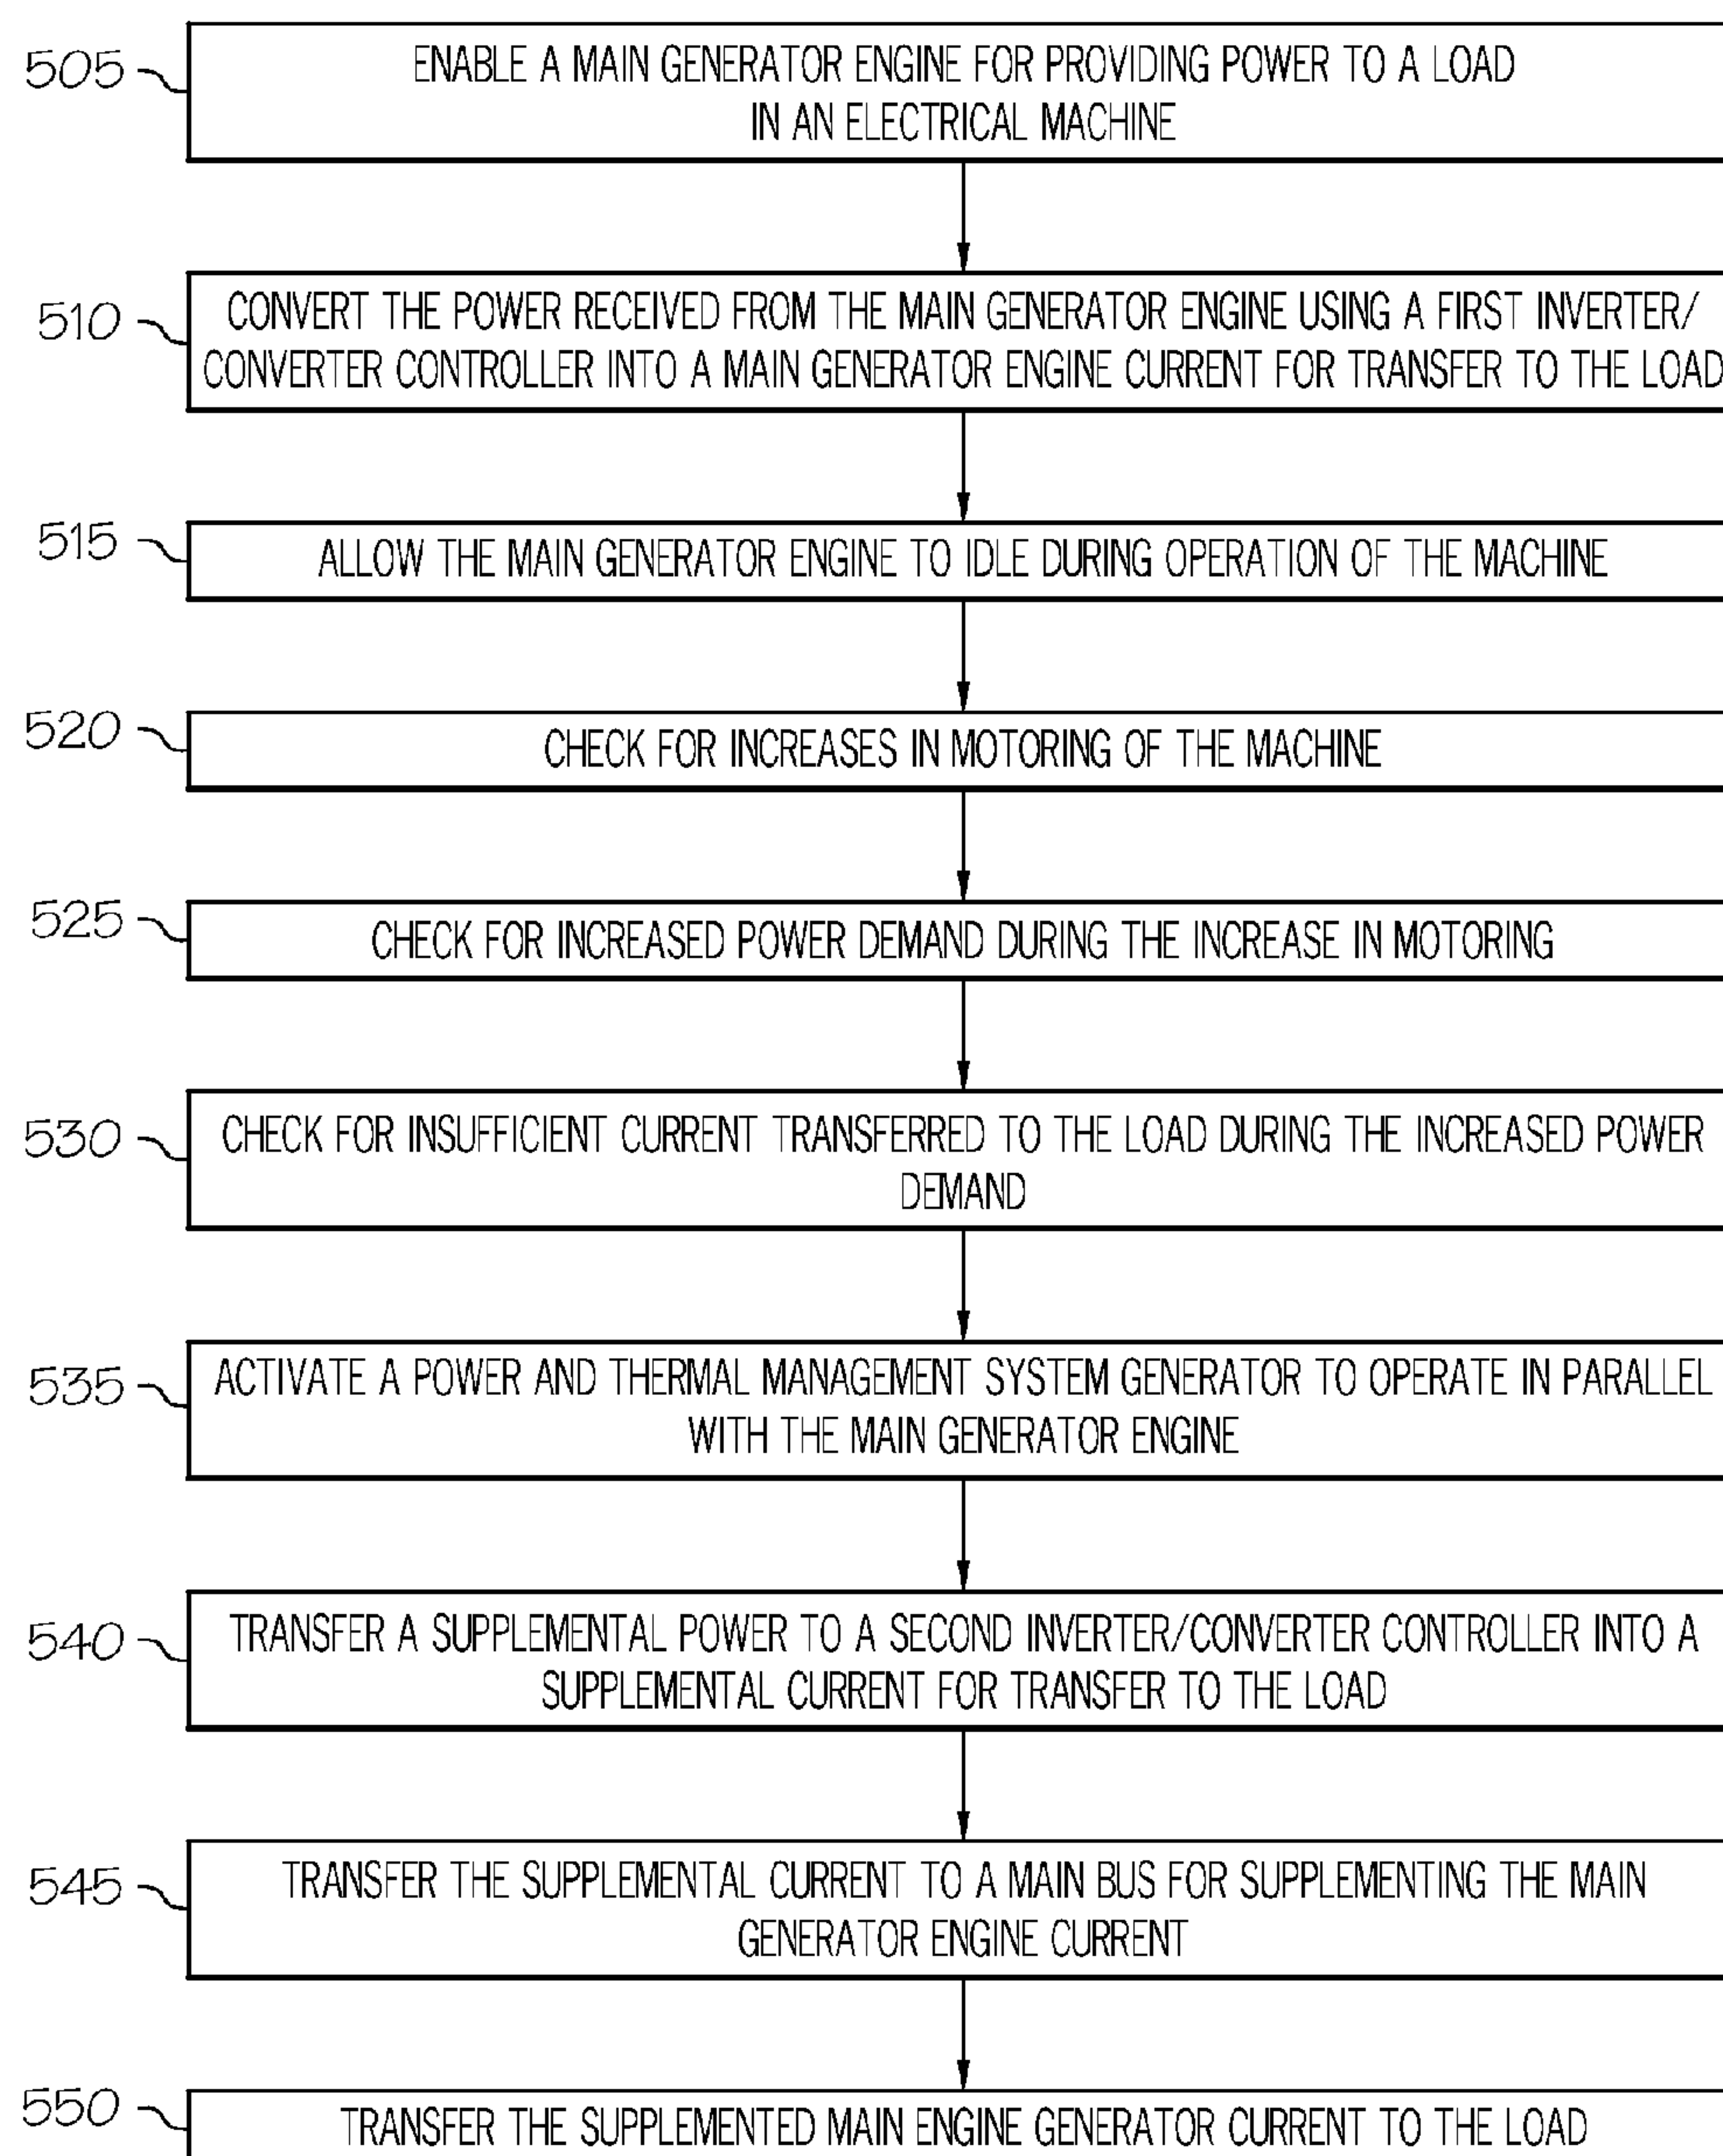 505
ENABLE A MAIN GENERATOR ENGINE FOR PROVIDING POWER TO A LOAD
IN AN ELECTRICAL MACHINE
510
CONVERT THE POWER RECEIVED FROM THE MAIN GENERATOR ENGINE USING A FIRST INVERTER/
CONVERTER CONTROLLER INTO A MAIN GENERATOR ENGINE CURRENT FOR TRANSFER TO THE LOAD
515
ALLOW THE MAIN GENERATOR ENGINE TO IDLE DURING OPERATION OF THE MACHINE
520
CHECK FOR INCREASES IN MOTORING OF THE MACHINE
525
CHECK FOR INCREASED POWER DEMAND DURING THE INCREASE IN MOTORING
530
CHECK FOR INSUFFICIENT CURRENT TRANSFERRED TO THE LOAD DURING THE INCREASED POWER
DEMAND
535
ACTIVATE A POWER AND THERMAL MANAGEMENT SYSTEM GENERATOR TO OPERATE IN PARALLEL
WITH THE MAIN GENERATOR ENGINE
540
TRANSFER A SUPPLEMENTAL POWER TO A SECOND INVERTER/CONVERTER CONTROLLER INTO A
SUPPLEMENTAL CURRENT FOR TRANSFER TO THE LOAD
545
TRANSFER THE SUPPLEMENTAL CURRENT TO A MAIN BUS FOR SUPPLEMENTING THE MAIN
GENERATOR ENGINE CURRENT
550
TRANSFER THE SUPPLEMENTED MAIN ENGINE GENERATOR CURRENT TO THE LOAD